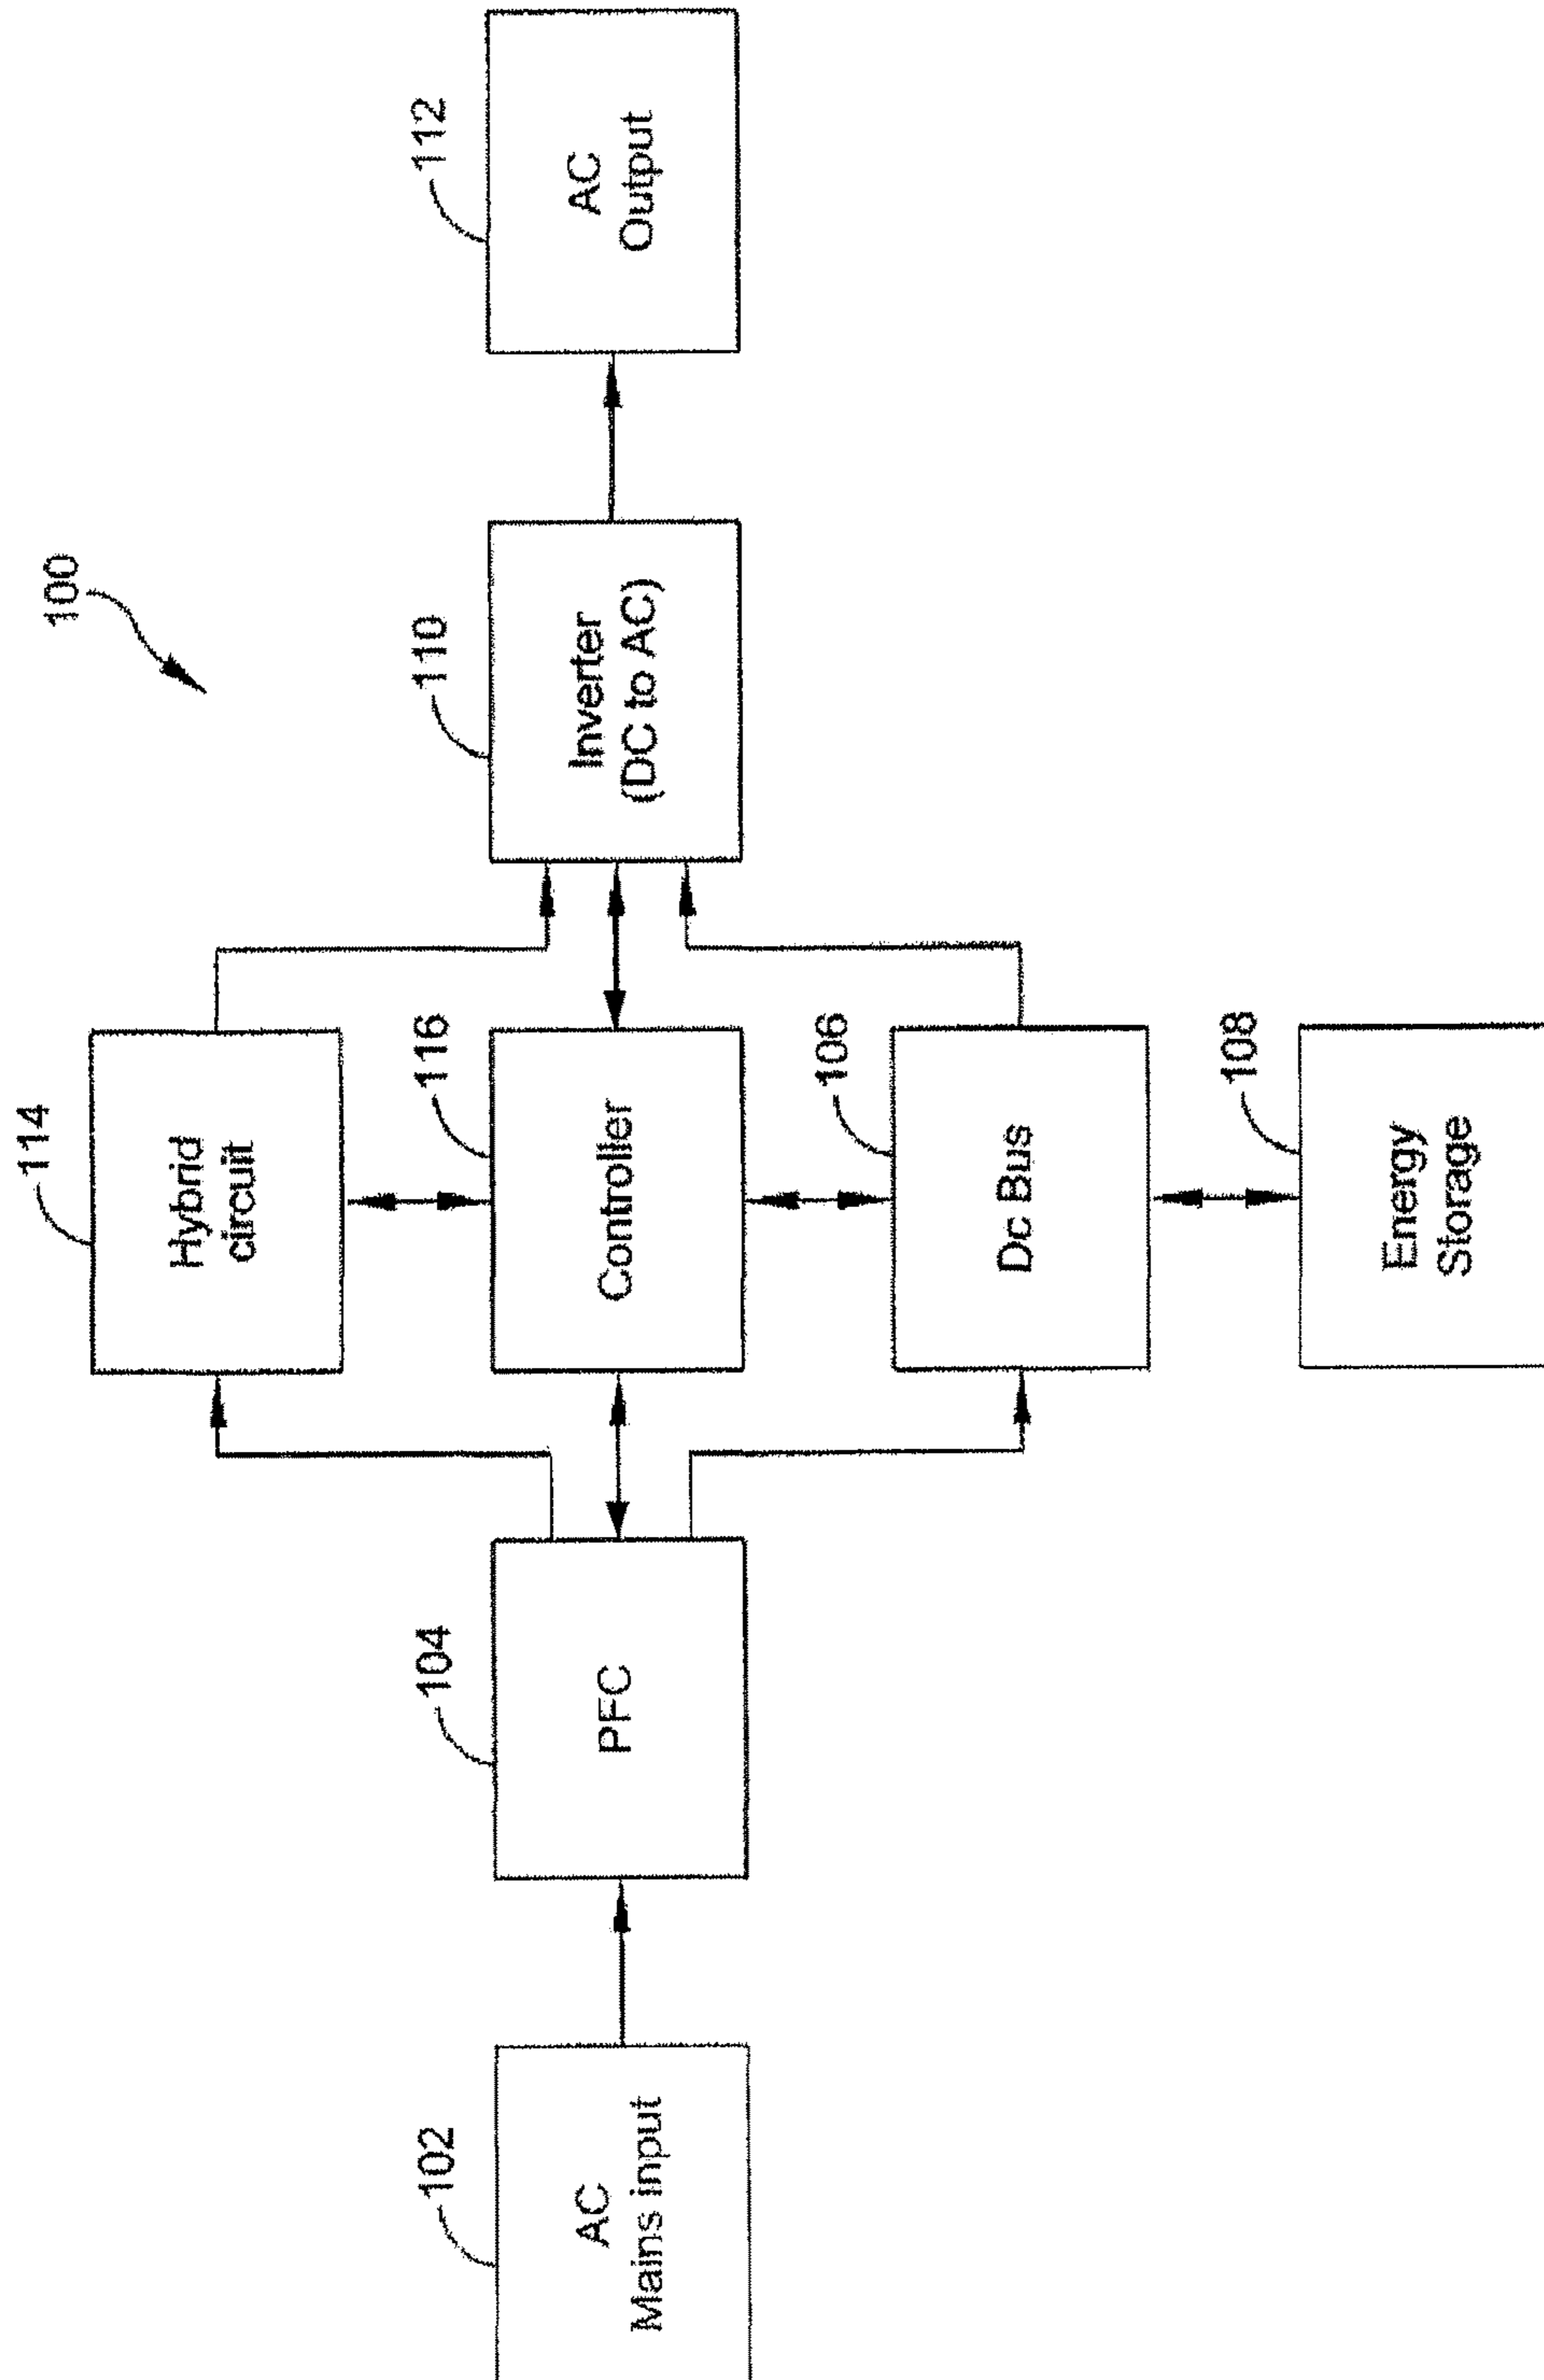 100
114
Hybrid
circuit
102
AC
Mains input
104
PFC
116
Controller
110
Inverter
(DC to AC)
112
AC
Output
106
Dc Bus
108
Energy
Storage